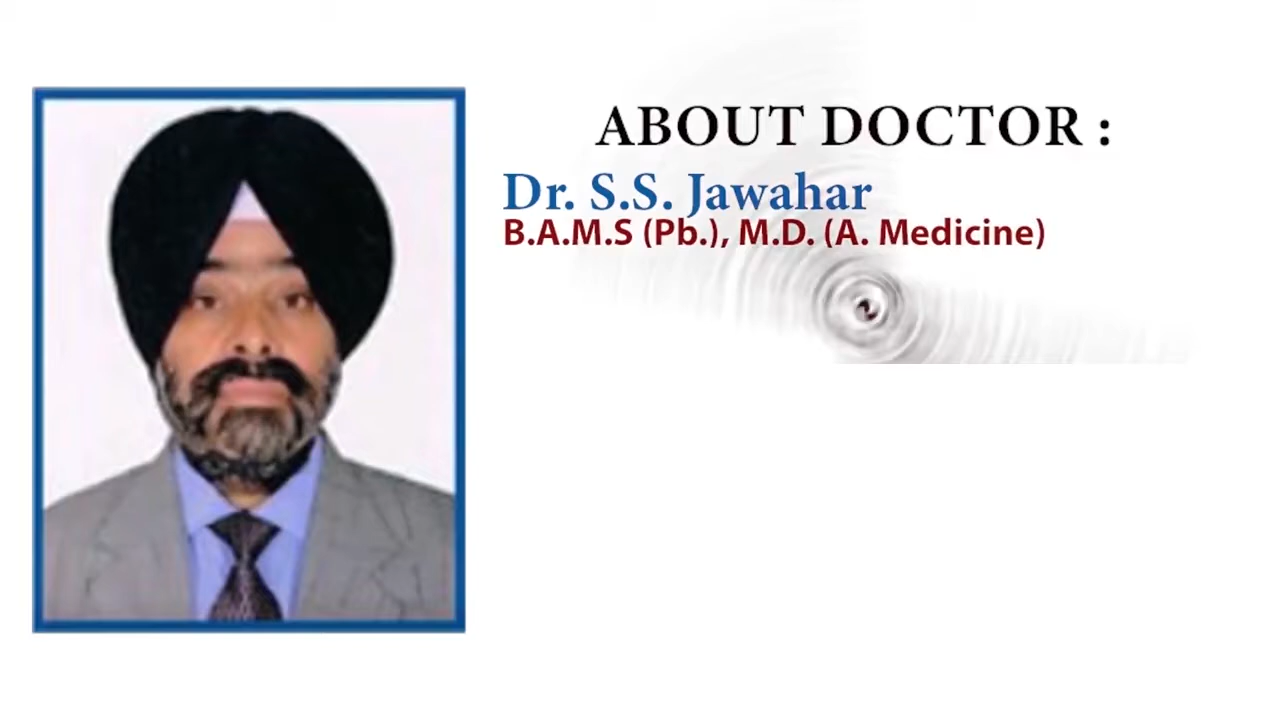 ABOUT DOCTOR :
Dr. S.S. Jawahar
B.A.M.S (Pb.), M.D. (A. Medicine)